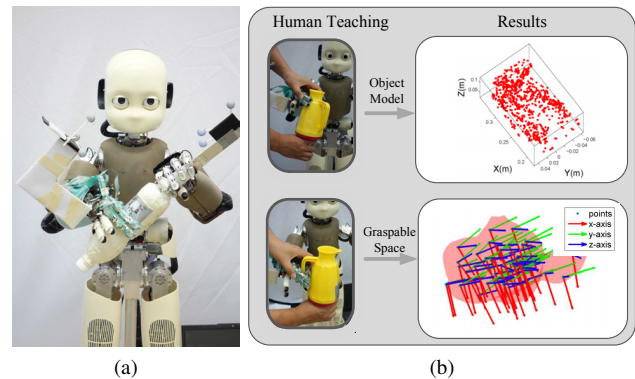 Human Teaching
Results
Object
Model
Z(m)
0.1
0.05
0.3
0.25
0.2
X(m)
0.04
0.02
0
−0.02
−0.04
−0.06
Y(m)
Graspable
Space
points
x-axis
y-axis
z-axis
(a)
(b)